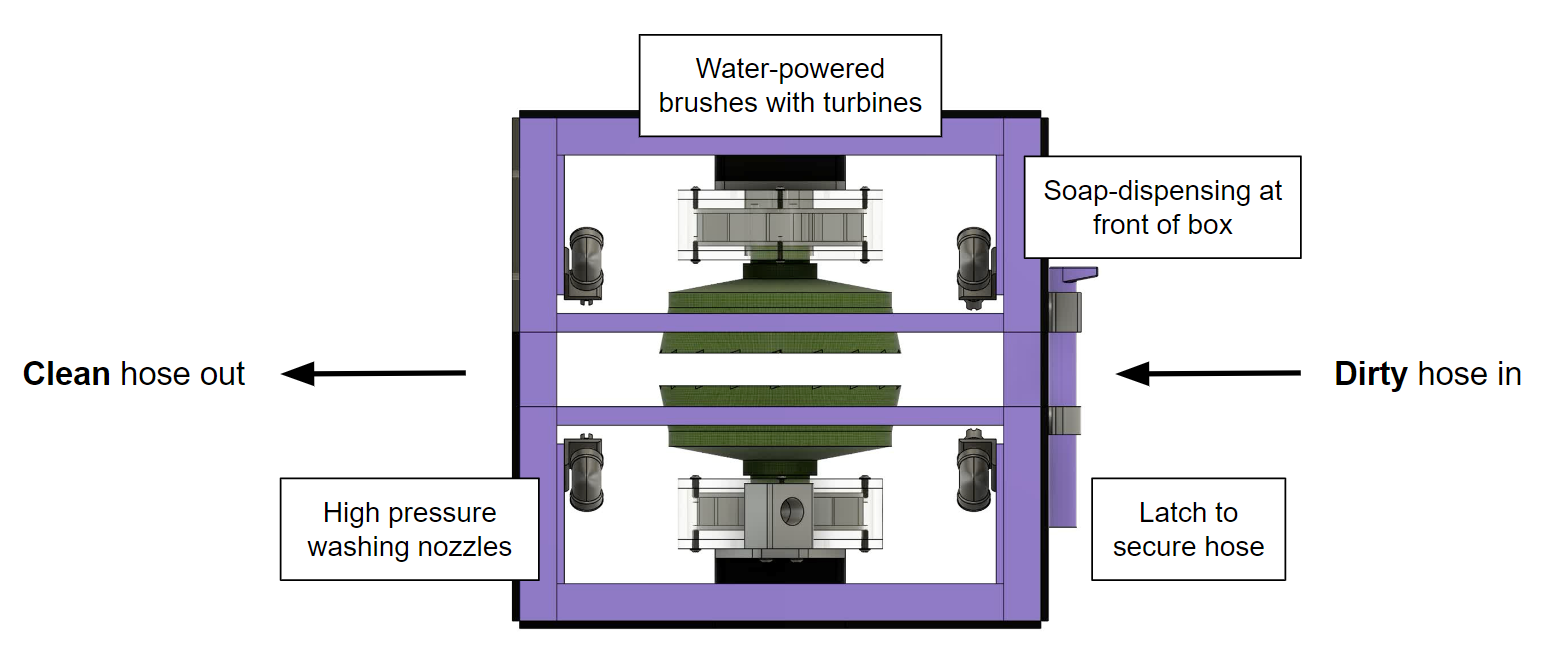 Water-powered
brushes with turbines
Soap-dispensing at
front of box
Clean hose out
Dirty hose in
High pressure
washing nozzles
Latch to
secure hose